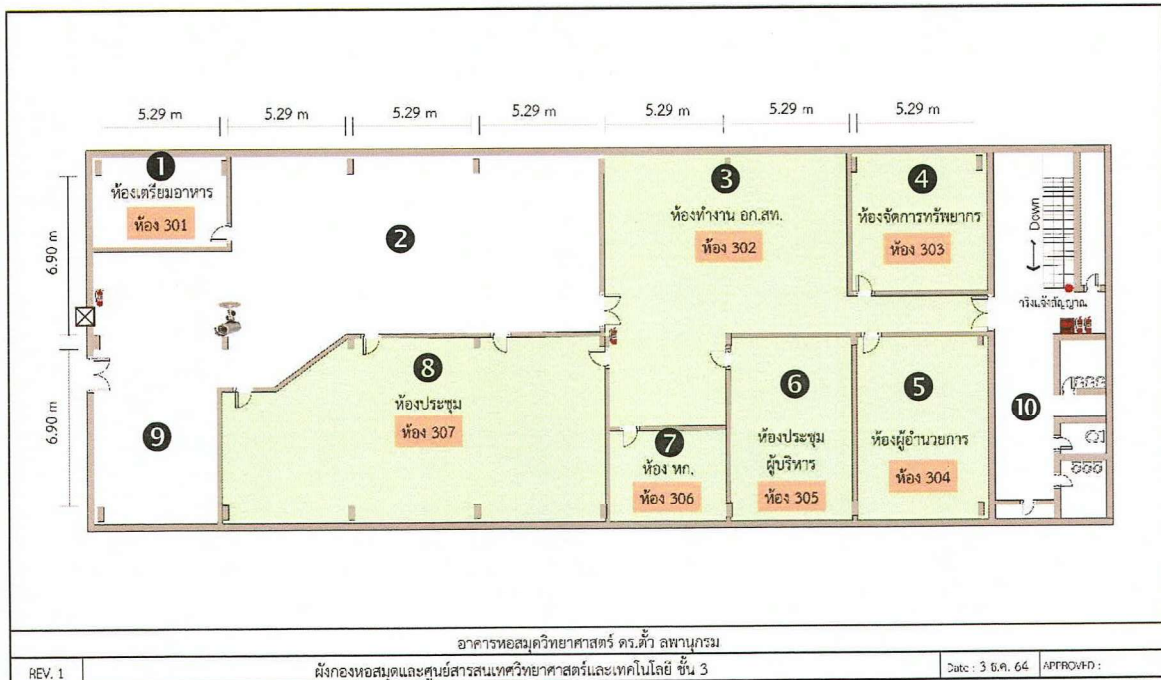 5.29 m 5.29 m 5.29 m 5.29 m 5.29 m 5.29 m 5.29 m
6.90 m
6.90 m
1
ห้องเตรียมอาหาร
ห้อง 301
2
3
ห้องทำงาน อก.สท.
ห้อง 302
4
ห้องจัดการทรัพยากร
ห้อง 303
Down
กริ่งแจ้งสัญญาณ
5
ห้องผู้อำนวยการ
ห้อง 304
6
ห้องประชุม
ผู้บริหาร
ห้อง 305
7
ห้อง หก.
ห้อง 306
8
ห้องประชุม
ห้อง 307
9
10
อาคารหอสมุดวิทยาศาสตร์ ดร.ตั้ว ลพานุกรม
REV. 1
ผังกองหอสมุดและศูนย์สารสนเทศวิทยาศาสตร์และเทคโนโลยี ชั้น 3
Date : 3 ธ.ค. 64
APPROVED :